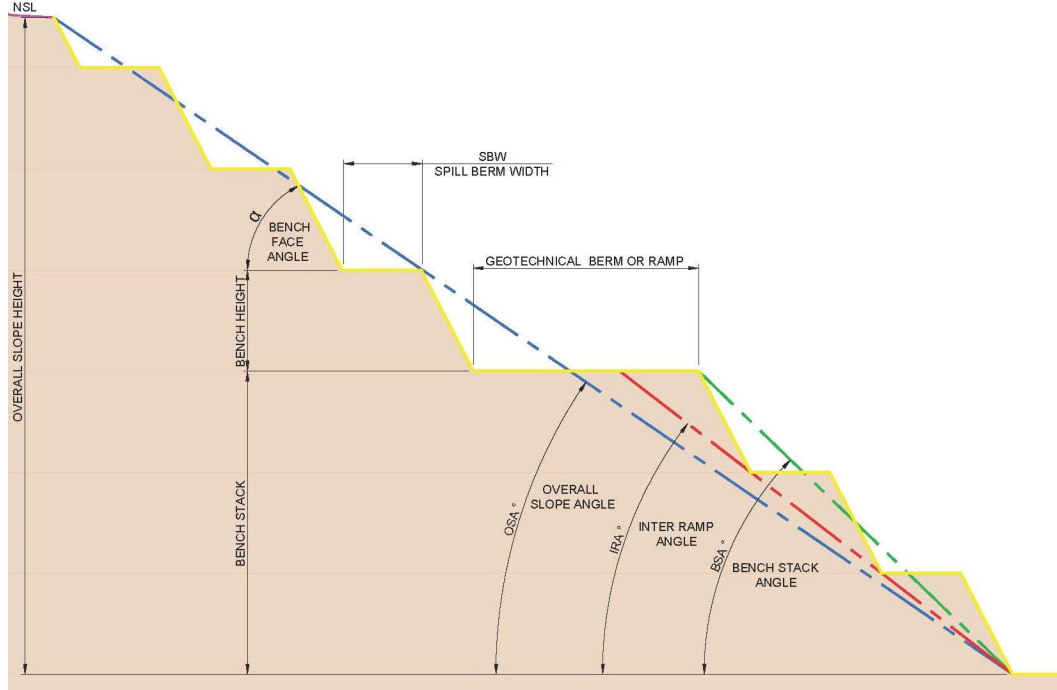 NSL
SBW
SPILL BERM WIDTH
α
BENCH
FACE
ANGLE
GEOTECHNICAL BERM OR RAMP
OVERALL SLOPE HEIGHT
BENCH HEIGHT
BENCH STACK
OVERALL
SLOPE ANGLE
OSA °
INTER RAMP
ANGLE
IRA °
BENCH STACK
ANGLE
BSA °